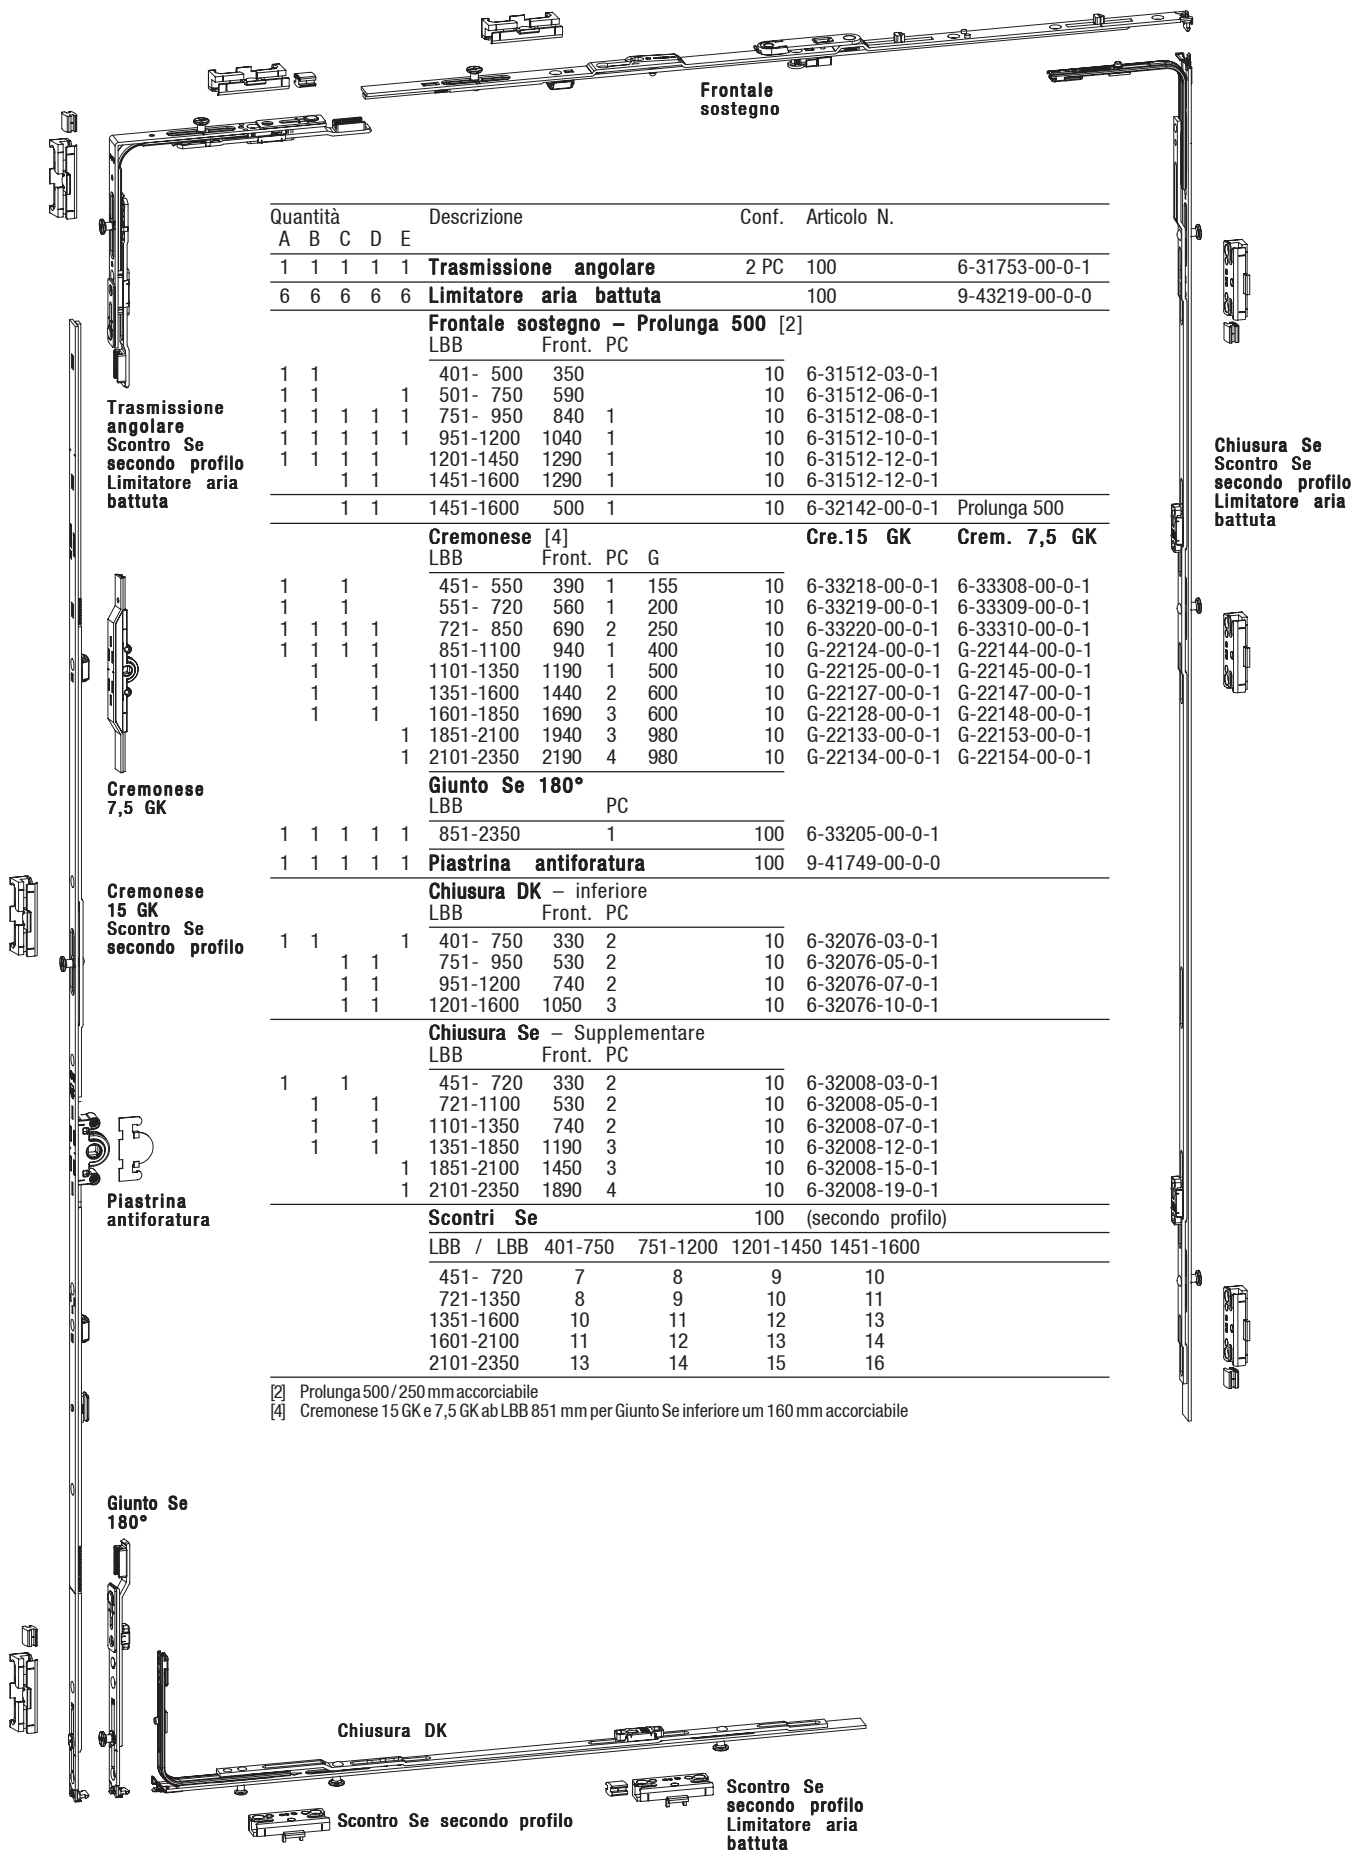 Frontale
sostegno
Quantità Descrizione Conf. Articolo N.
A B C D E
1 1 1 1 1 Trasmissione angolare 2 PC 100 6-31753-00-0-1
6 6 6 6 6 Limitatore aria battuta 100 9-43219-00-0-0
Frontale sostegno – Prolunga 500 [2]
LBB Front. PC
1 1 401- 500 350 10 6-31512-03-0-1
1 1 1 501- 750 590 10 6-31512-06-0-1
1 1 1 1 1 751- 950 840 1 10 6-31512-08-0-1
1 1 1 1 1 951-1200 1040 1 10 6-31512-10-0-1
1 1 1 1 1201-1450 1290 1 10 6-31512-12-0-1
1 1 1451-1600 1290 1 10 6-31512-12-0-1
1 1 1451-1600 500 1 10 6-32142-00-0-1 Prolunga 500
Cremonese [4] Cre.15 GK Crem. 7,5 GK
LBB Front. PC G
1 1 451- 550 390 1 155 10 6-33218-00-0-1 6-33308-00-0-1
1 1 551- 720 560 1 200 10 6-33219-00-0-1 6-33309-00-0-1
1 1 1 1 721- 850 690 2 250 10 6-33220-00-0-1 6-33310-00-0-1
1 1 1 1 851-1100 940 1 400 10 G-22124-00-0-1 G-22144-00-0-1
1 1 1101-1350 1190 1 500 10 G-22125-00-0-1 G-22145-00-0-1
1 1 1351-1600 1440 2 600 10 G-22127-00-0-1 G-22147-00-0-1
1 1 1601-1850 1690 3 600 10 G-22128-00-0-1 G-22148-00-0-1
1 1851-2100 1940 3 980 10 G-22133-00-0-1 G-22153-00-0-1
1 2101-2350 2190 4 980 10 G-22134-00-0-1 G-22154-00-0-1
Giunto Se 180°
LBB PC
1 1 1 1 1 851-2350 1 100 6-33205-00-0-1
1 1 1 1 1 Piastrina antiforatura 100 9-41749-00-0-0
Chiusura DK – inferiore
LBB Front. PC
1 1 1 401- 750 330 2 10 6-32076-03-0-1
1 1 751- 950 530 2 10 6-32076-05-0-1
1 1 951-1200 740 2 10 6-32076-07-0-1
1 1 1201-1600 1050 3 10 6-32076-10-0-1
Chiusura Se – Supplementare
LBB Front. PC
1 1 451- 720 330 2 10 6-32008-03-0-1
1 1 721-1100 530 2 10 6-32008-05-0-1
1 1 1101-1350 740 2 10 6-32008-07-0-1
1 1 1351-1850 1190 3 10 6-32008-12-0-1
1 1851-2100 1450 3 10 6-32008-15-0-1
1 2101-2350 1890 4 10 6-32008-19-0-1
Scontri Se 100 (secondo profilo)
LBB / LBB 401-750 751-1200 1201-1450 1451-1600
451- 720 7 8 9 10
721-1350 8 9 10 11
1351-1600 10 11 12 13
1601-2100 11 12 13 14
2101-2350 13 14 15 16
[2] Prolunga 500 / 250 mm accorciabile
[4] Cremonese 15 GK e 7,5 GK ab LBB 851 mm per Giunto Se inferiore um 160 mm accorciabile
Trasmissione
angolare
Scontro Se
secondo profilo
Limitatore aria
battuta
Chiusura Se
Scontro Se
secondo profilo
Limitatore aria
battuta
Cremonese
7,5 GK
Cremonese
15 GK
Scontro Se
secondo profilo
Piastrina
antiforatura
Giunto Se
180°
Chiusura DK
Scontro Se secondo profilo
Scontro Se
secondo profilo
Limitatore aria
battuta